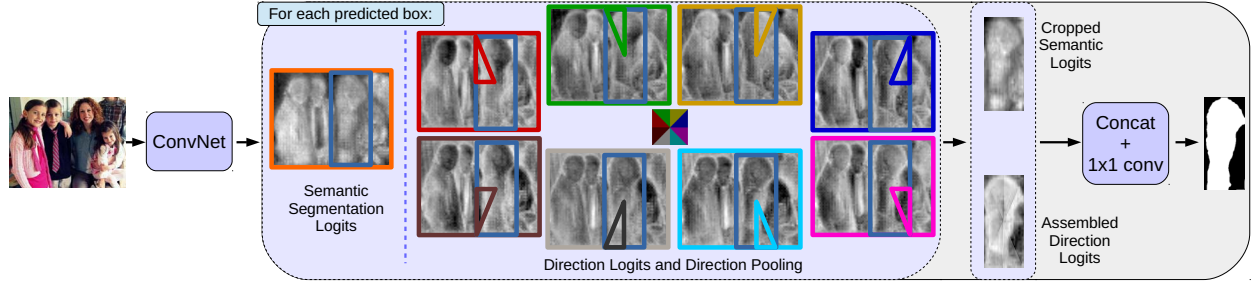 For each predicted box:
ConvNet
Semantic
Segmentation
Logits
Direction Logits and Direction Pooling
Cropped
Semantic
Logits
Assembled
Direction
Logits
Concat
+
1x1 conv